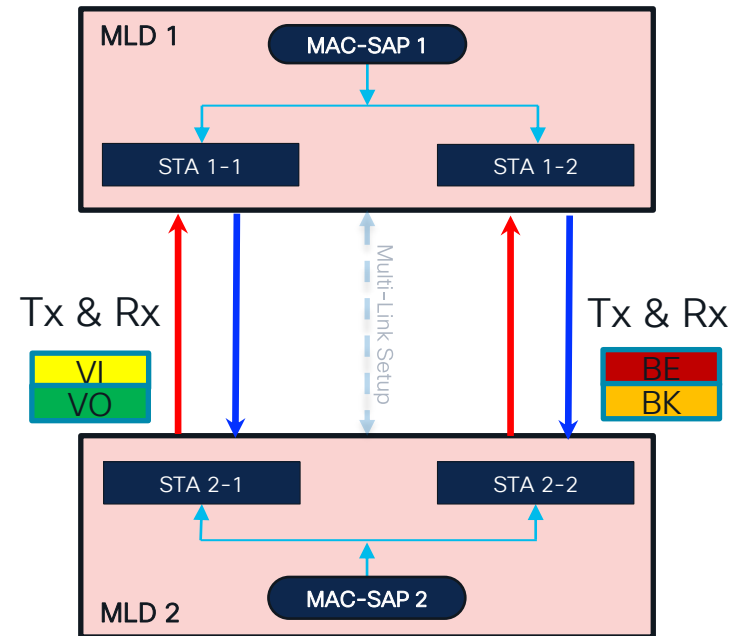 MLD 1
MAC-SAP 1
STA 1-1
STA 1-2
Multi-Link Setup
Tx & Rx
VI
VO
Tx & Rx
BE
BK
STA 2-1
STA 2-2
MAC-SAP 2
MLD 2